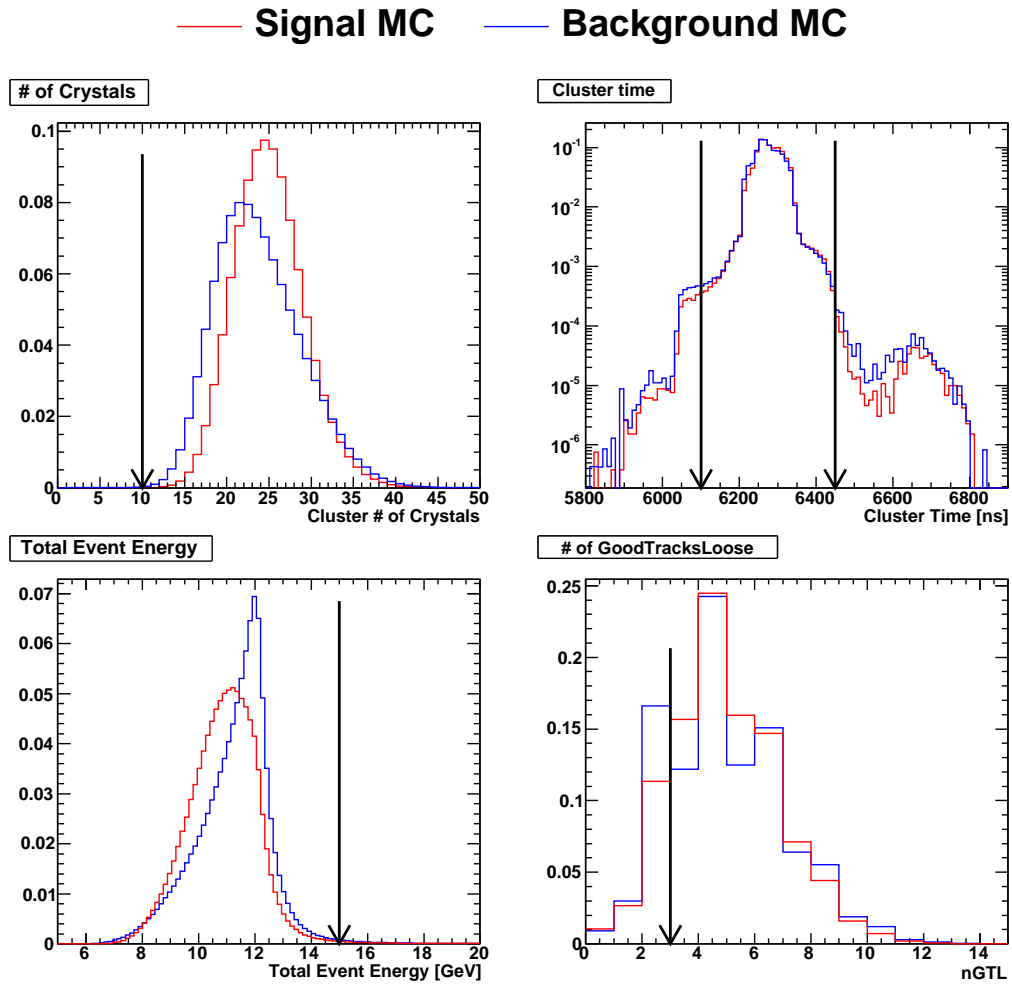 Signal MC Background MC
# of Crystals
0.1
0.08
0.06
0.04
0.02
0
0 5 10 15 20 25 30 35 40 45 50
Cluster # of Crystals
Cluster time
10-1
10-2
10-3
10-4
10-5
10-6
5800 6000 6200 6400 6600 6800
Cluster Time [ns]
Total Event Energy
0.07
0.06
0.05
0.04
0.03
0.02
0.01
0
6 8 10 12 14 16 18 20
Total Event Energy [GeV]
# of GoodTracksLoose
0.25
0.2
0.15
0.1
0.05
0
0 2 4 6 8 10 12 14
nGTL